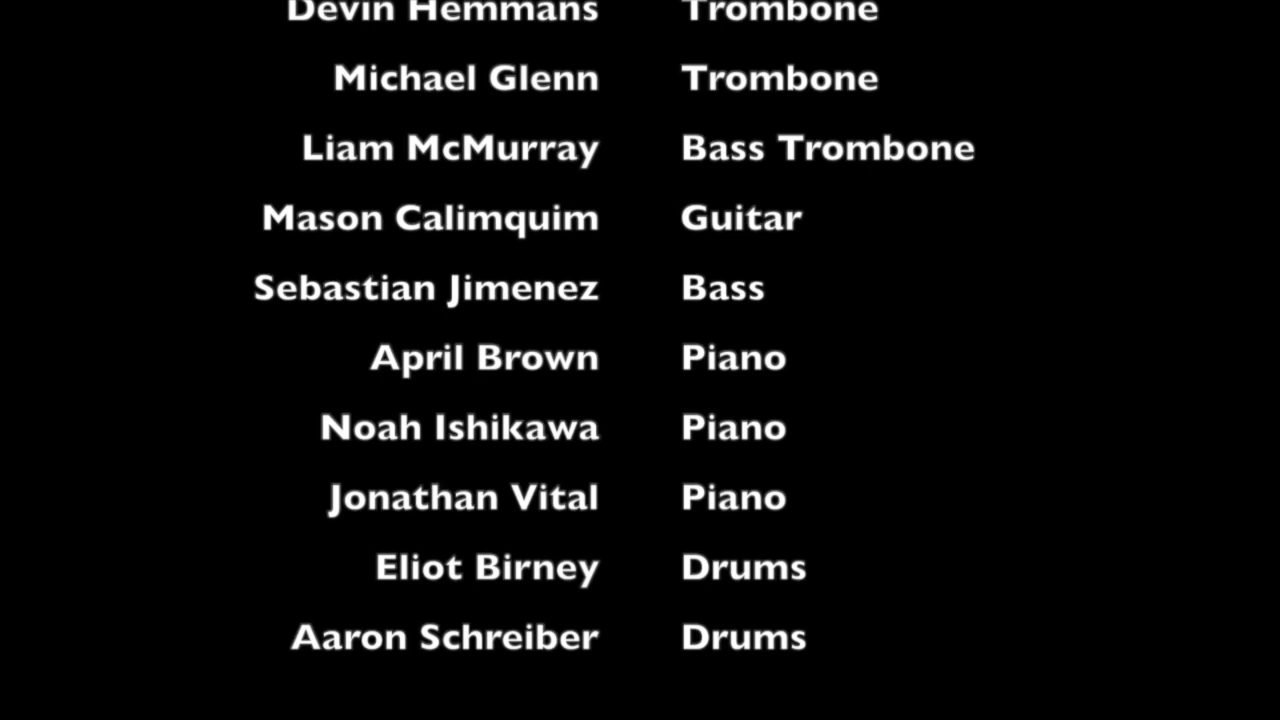 Devin Hemmans Trombone
Michael Glenn Trombone
Liam McMurray Bass Trombone
Mason Calimquim Guitar
Sebastian Jimenez Bass
April Brown Piano
Noah Ishikawa Piano
Jonathan Vital Piano
Eliot Birney Drums
Aaron Schreiber Drums